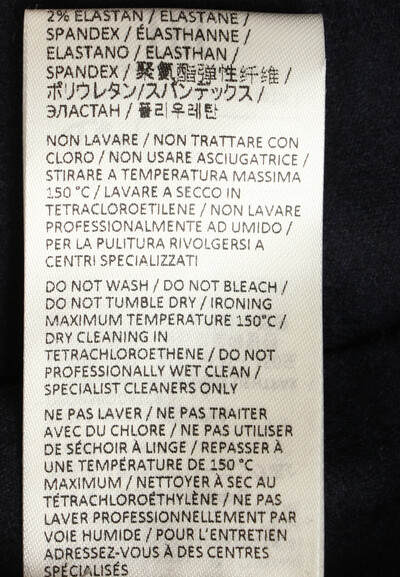 2% ELASTAN / ELASTANE /
SPANDEX / ÉLASTHANNE /
ELASTANO / ELASTHAN /
SPANDEX / 聚氨酯弹性纤维 /
ポリウレタン/スパンテックス /
ЭЛАСТАН / 폴리우레탄
NON LAVARE / NON TRATTARE CON
CLORO / NON USARE ASCIUGATRICE /
STIRARE A TEMPERATURA MASSIMA
150 °C / LAVARE A SECCO IN
TETRACLOROETILENE / NON LAVARE
PROFESSIONALMENTE AD UMIDO /
PER LA PULITURA RIVOLGERSI A
CENTRI SPECIALIZZATI
DO NOT WASH / DO NOT BLEACH /
DO NOT TUMBLE DRY / IRONING
MAXIMUM TEMPERATURE 150°C /
DRY CLEANING IN
TETRACHLOROETHENE / DO NOT
PROFESSIONALLY WET CLEAN /
SPECIALIST CLEANERS ONLY
NE PAS LAVER / NE PAS TRAITER
AVEC DU CHLORE / NE PAS UTILISER
DE SÉCHOIR À LINGE / REPASSER À
UNE TEMPÉRATURE DE 150 °C
MAXIMUM / NETTOYER À SEC AU
TÉTRACHLOROÉTHYLÈNE / NE PAS
LAVER PROFESSIONNELLEMENT PAR
VOIE HUMIDE / POUR L'ENTRETIEN
ADRESSEZ-VOUS À DES CENTRES
SPÉCIALISÉS